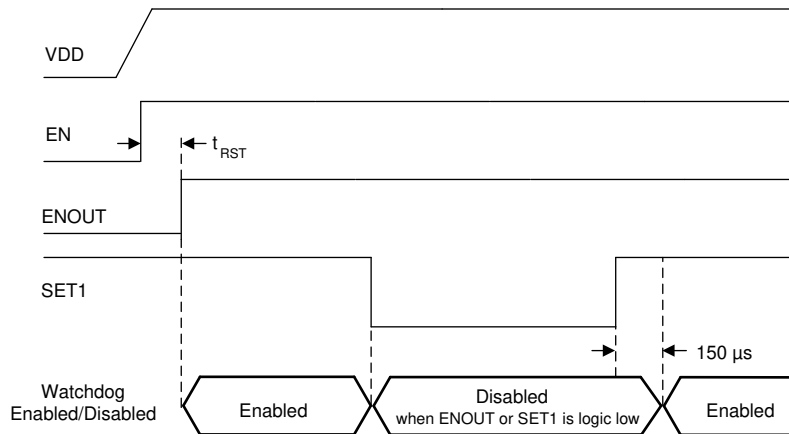 VDD
EN
tRST
ENOUT
SET1
150 µs
Watchdog
Enabled/Disabled
Enabled
Disabled
when ENOUT or SET1 is logic low
Enabled